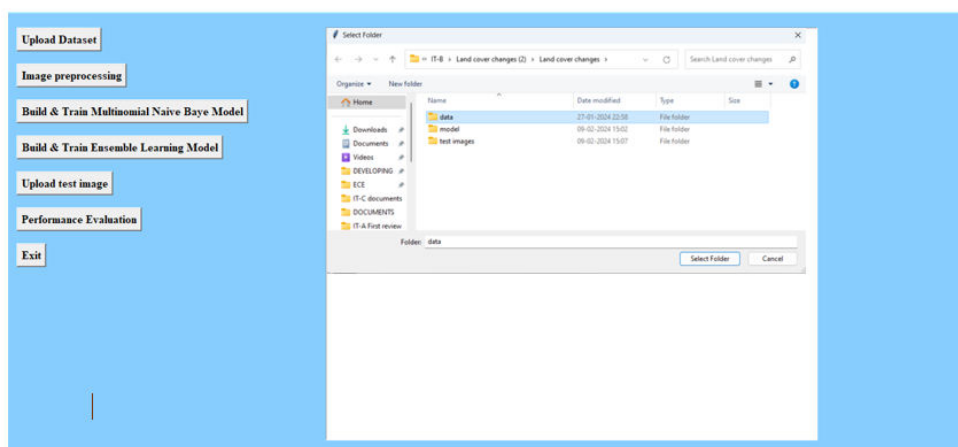 Upload Dataset
Image preprocessing
Build & Train Multinomial Naive Baye Model
Build & Train Ensemble Learning Model
Upload test image
Performance Evaluation
Exit
Select Folder
« IT-B › Land cover changes (2) › Land cover changes ›
Search Land cover changes
Organize
New folder
Home
Downloads
Documents
Videos
DEVELOPING
ECE
IT-C documents
DOCUMENTS
IT-A First review
Name Date modified Type Size
data 27-01-2024 22:58 File folder
model 09-02-2024 15:02 File folder
test images 09-02-2024 15:07 File folder
Folder: data
Select Folder Cancel